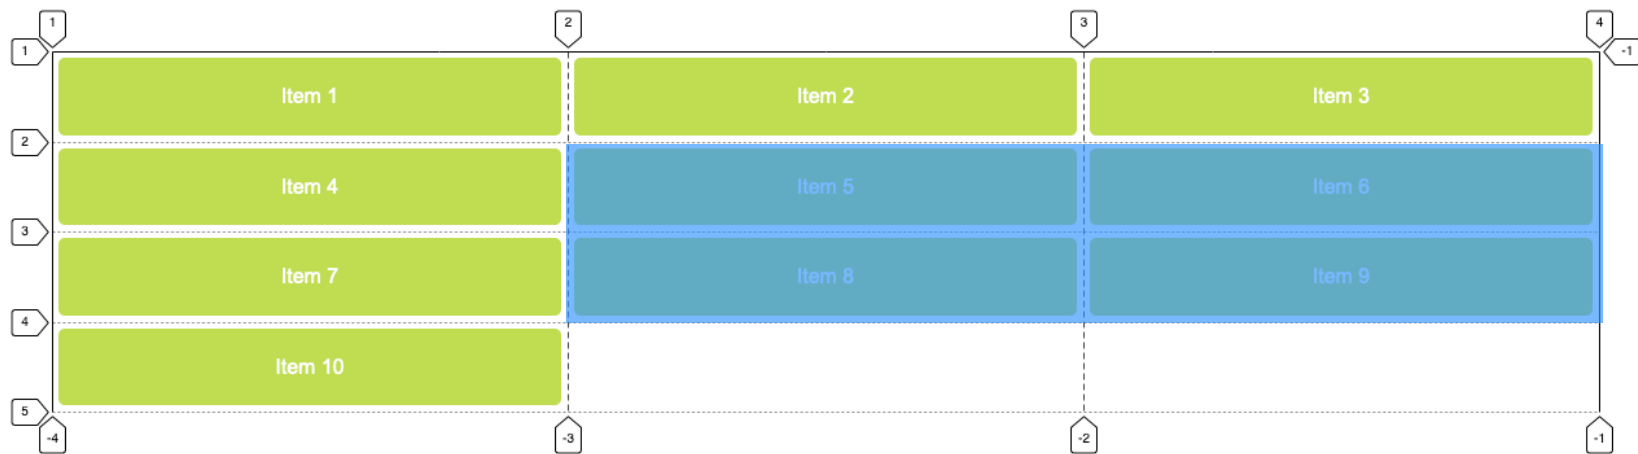 1 2 3 4
1 -1
Item 1 Item 2 Item 3
2
Item 4 Item 5 Item 6
3
Item 7 Item 8 Item 9
4
Item 10
5
-4 -3 -2 -1